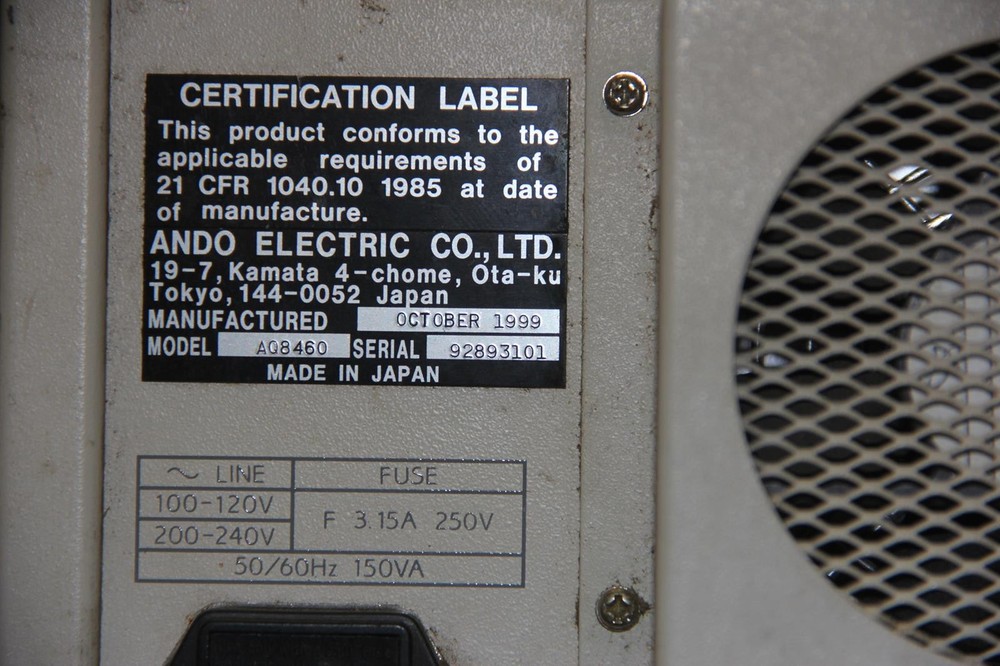 CERTIFICATION LABEL
This product conforms to the
applicable requirements of
21 CFR 1040.10 1985 at date
of manufacture.
ANDO ELECTRIC CO., LTD.
19-7, Kamata 4-chome, Ota-ku
Tokyo, 144-0052 Japan
MANUFACTURED OCTOBER 1999
MODEL AQ8460 SERIAL 92893101
MADE IN JAPAN
~ LINE FUSE
100-120V
F 3.15A 250V
200-240V
50/60Hz 150VA